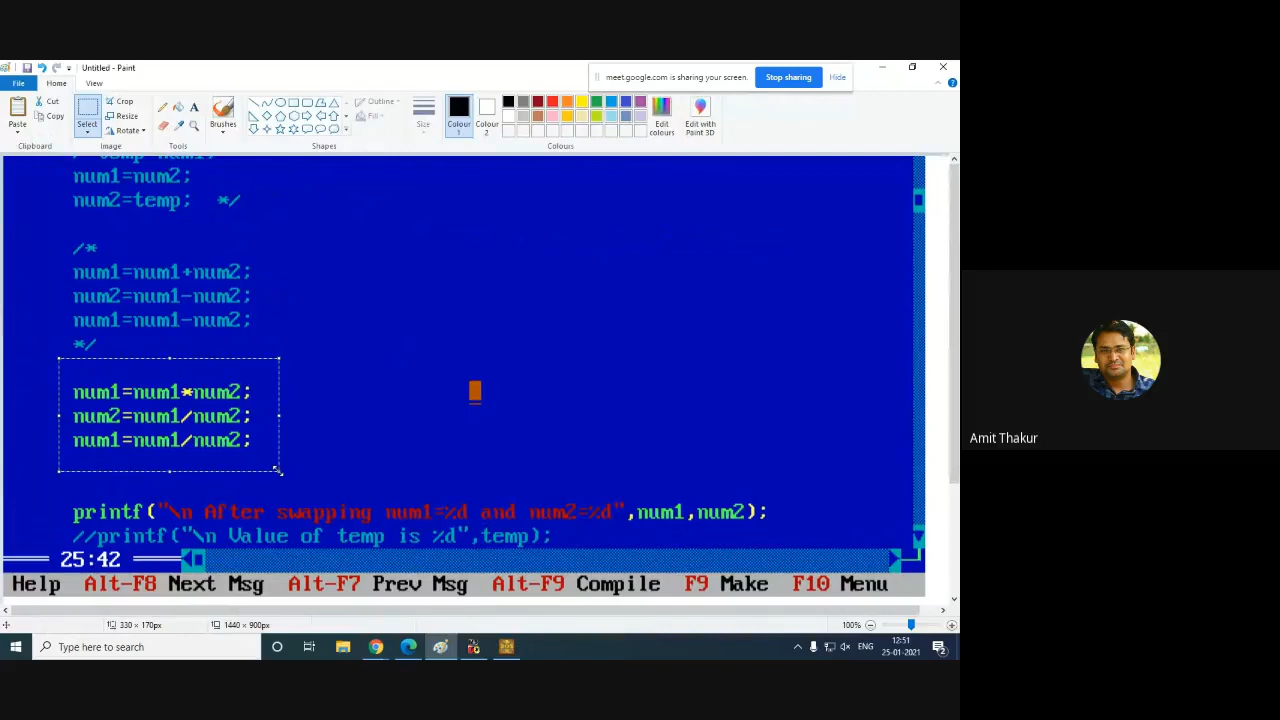 Untitled - Paint
meet.google.com is sharing your screen.
Stop sharing
Hide
File
Home
View
Paste
Cut
Copy
Clipboard
Select
Crop
Resize
Rotate
Image
A
Tools
Brushes
Outline
Fill
Shapes
Size
Colour
1
Colour
2
Edit
colours
Edit with
Paint 3D
Colours
num1=num2;
num2=temp; */
/*
num1=num1+num2;
num2=num1-num2;
num1=num1-num2;
*/
num1=num1*num2;
num2=num1/num2;
num1=num1/num2;
printf("\n After swapping num1=%d and num2=%d",num1,num2);
//printf("\n Value of temp is %d",temp);
25:42
Help Alt-F8 Next Msg Alt-F7 Prev Msg Alt-F9 Compile F9 Make F10 Menu
330 × 170px
1440 × 900px
100%
Type here to search
ENG
12:51
25-01-2021
2
Amit Thakur